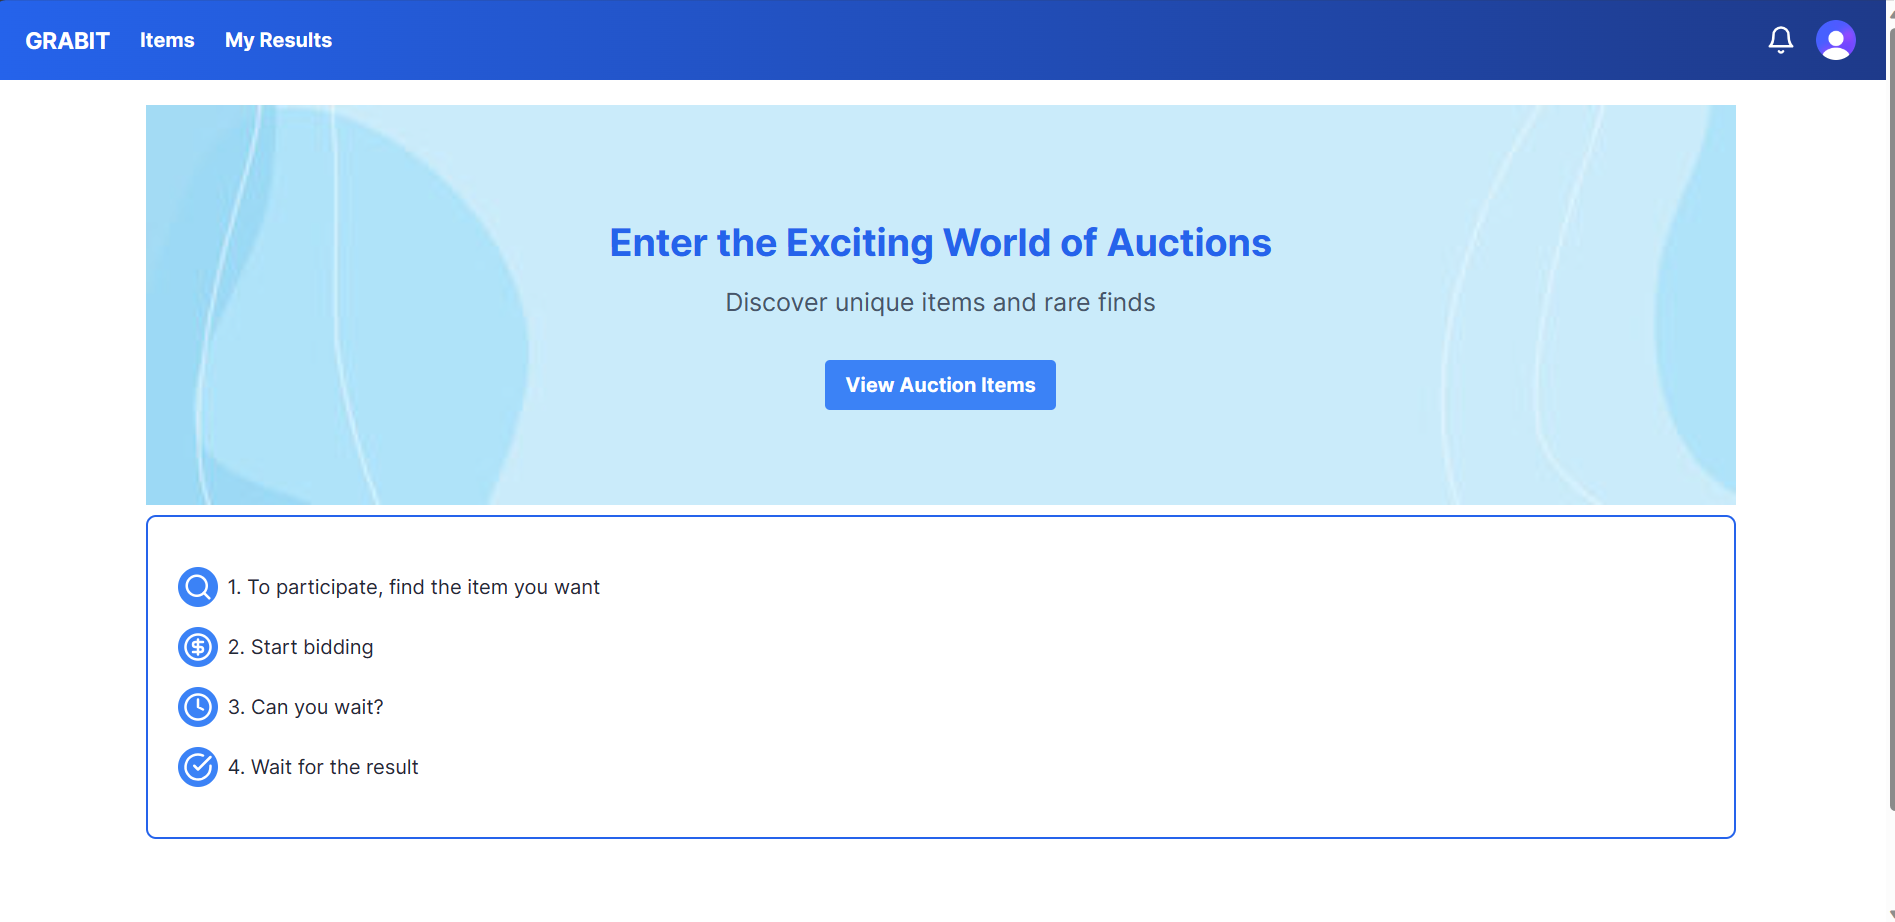 GRABIT Items My Results
Enter the Exciting World of Auctions
Discover unique items and rare finds
View Auction Items
1. To participate, find the item you want
2. Start bidding
3. Can you wait?
4. Wait for the result